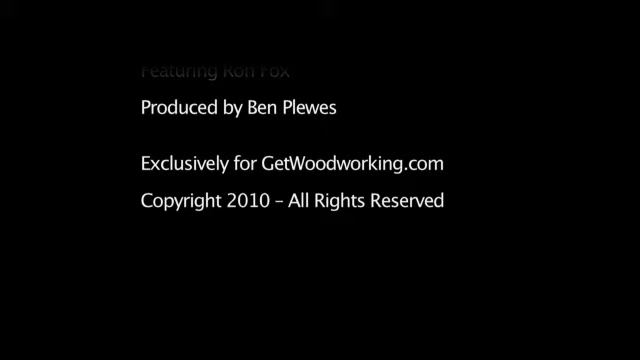 Featuring Ron Fox
Produced by Ben Plewes
Exclusively for GetWoodworking.com
Copyright 2010 – All Rights Reserved